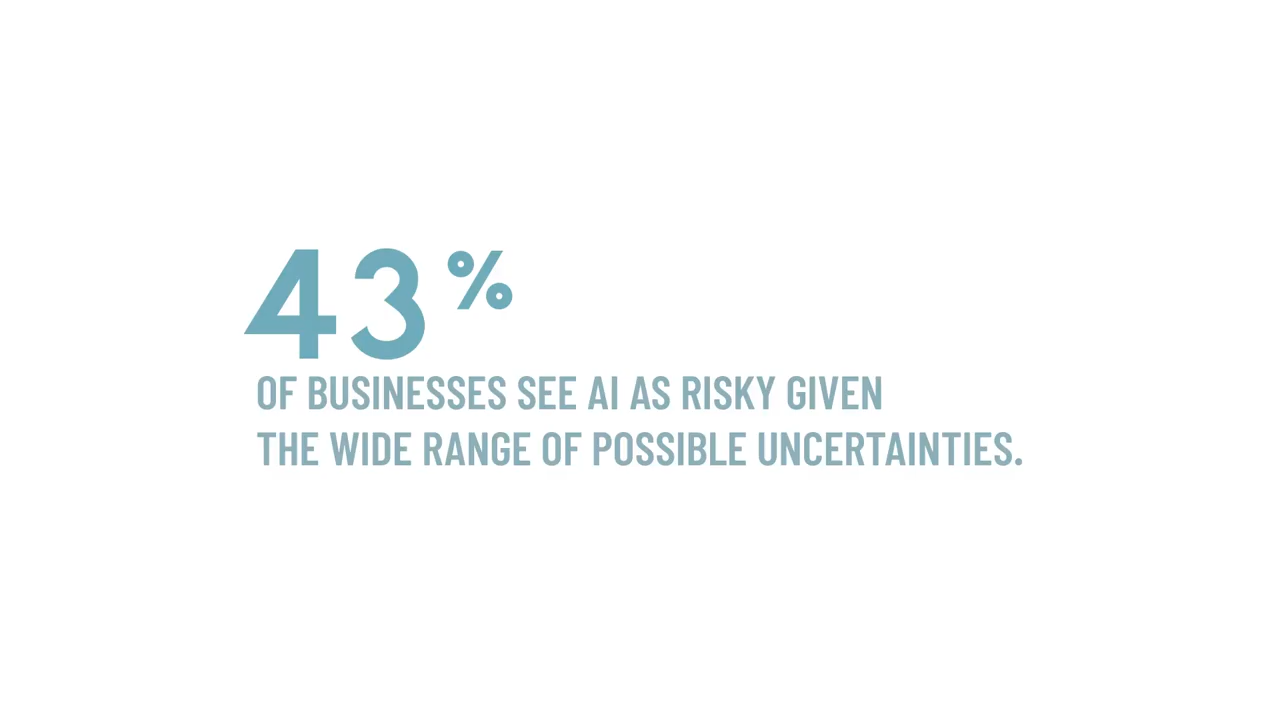 43%
OF BUSINESSES SEE AI AS RISKY GIVEN
THE WIDE RANGE OF POSSIBLE UNCERTAINTIES.